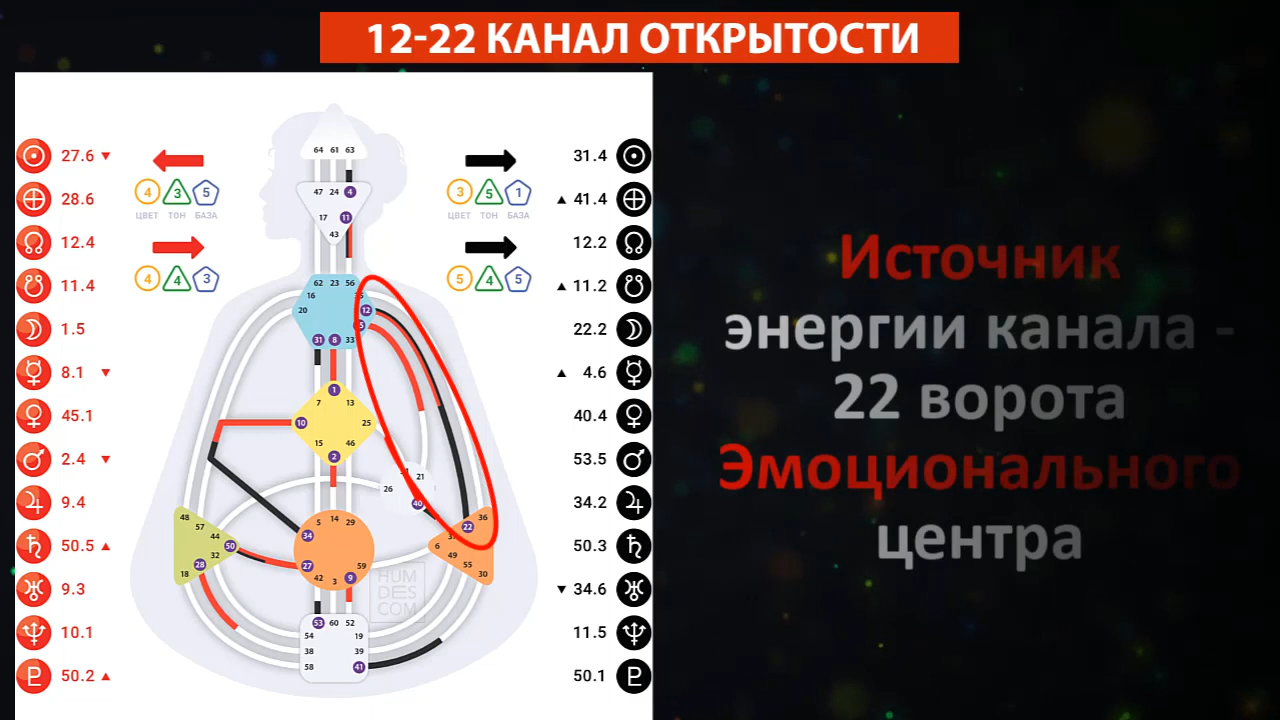 12-22 КАНАЛ ОТКРЫТОСТИ
27.6 ▼
28.6
12.4
11.4
1.5
8.1 ▼
45.1
2.4 ▼
9.4
50.5 ▲
9.3
10.1
50.2 ▲
4 3 5
ЦВЕТ ТОН БАЗА
4 4 3
64 61 63
47 24 4
17 11
43
62 23 56
16
20 12
31 8 33
1
7 13
10 25
15 46
2
21
26
40
48
57
44
50
32
28
18
5 14 29
34
27 59
42 3 9
36
22
6
49
55
30
HUM
DES
COM
53 60 52
54 19
38 39
58 41
3 5 1
ЦВЕТ ТОН БАЗА
5 4 5
31.4
▲ 41.4
12.2
▲ 11.2
22.2
▲ 4.6
40.4
53.5
34.2
50.3
▼ 34.6
11.5
50.1
Источник
энергии канала -
22 ворота
Эмоционального
центра